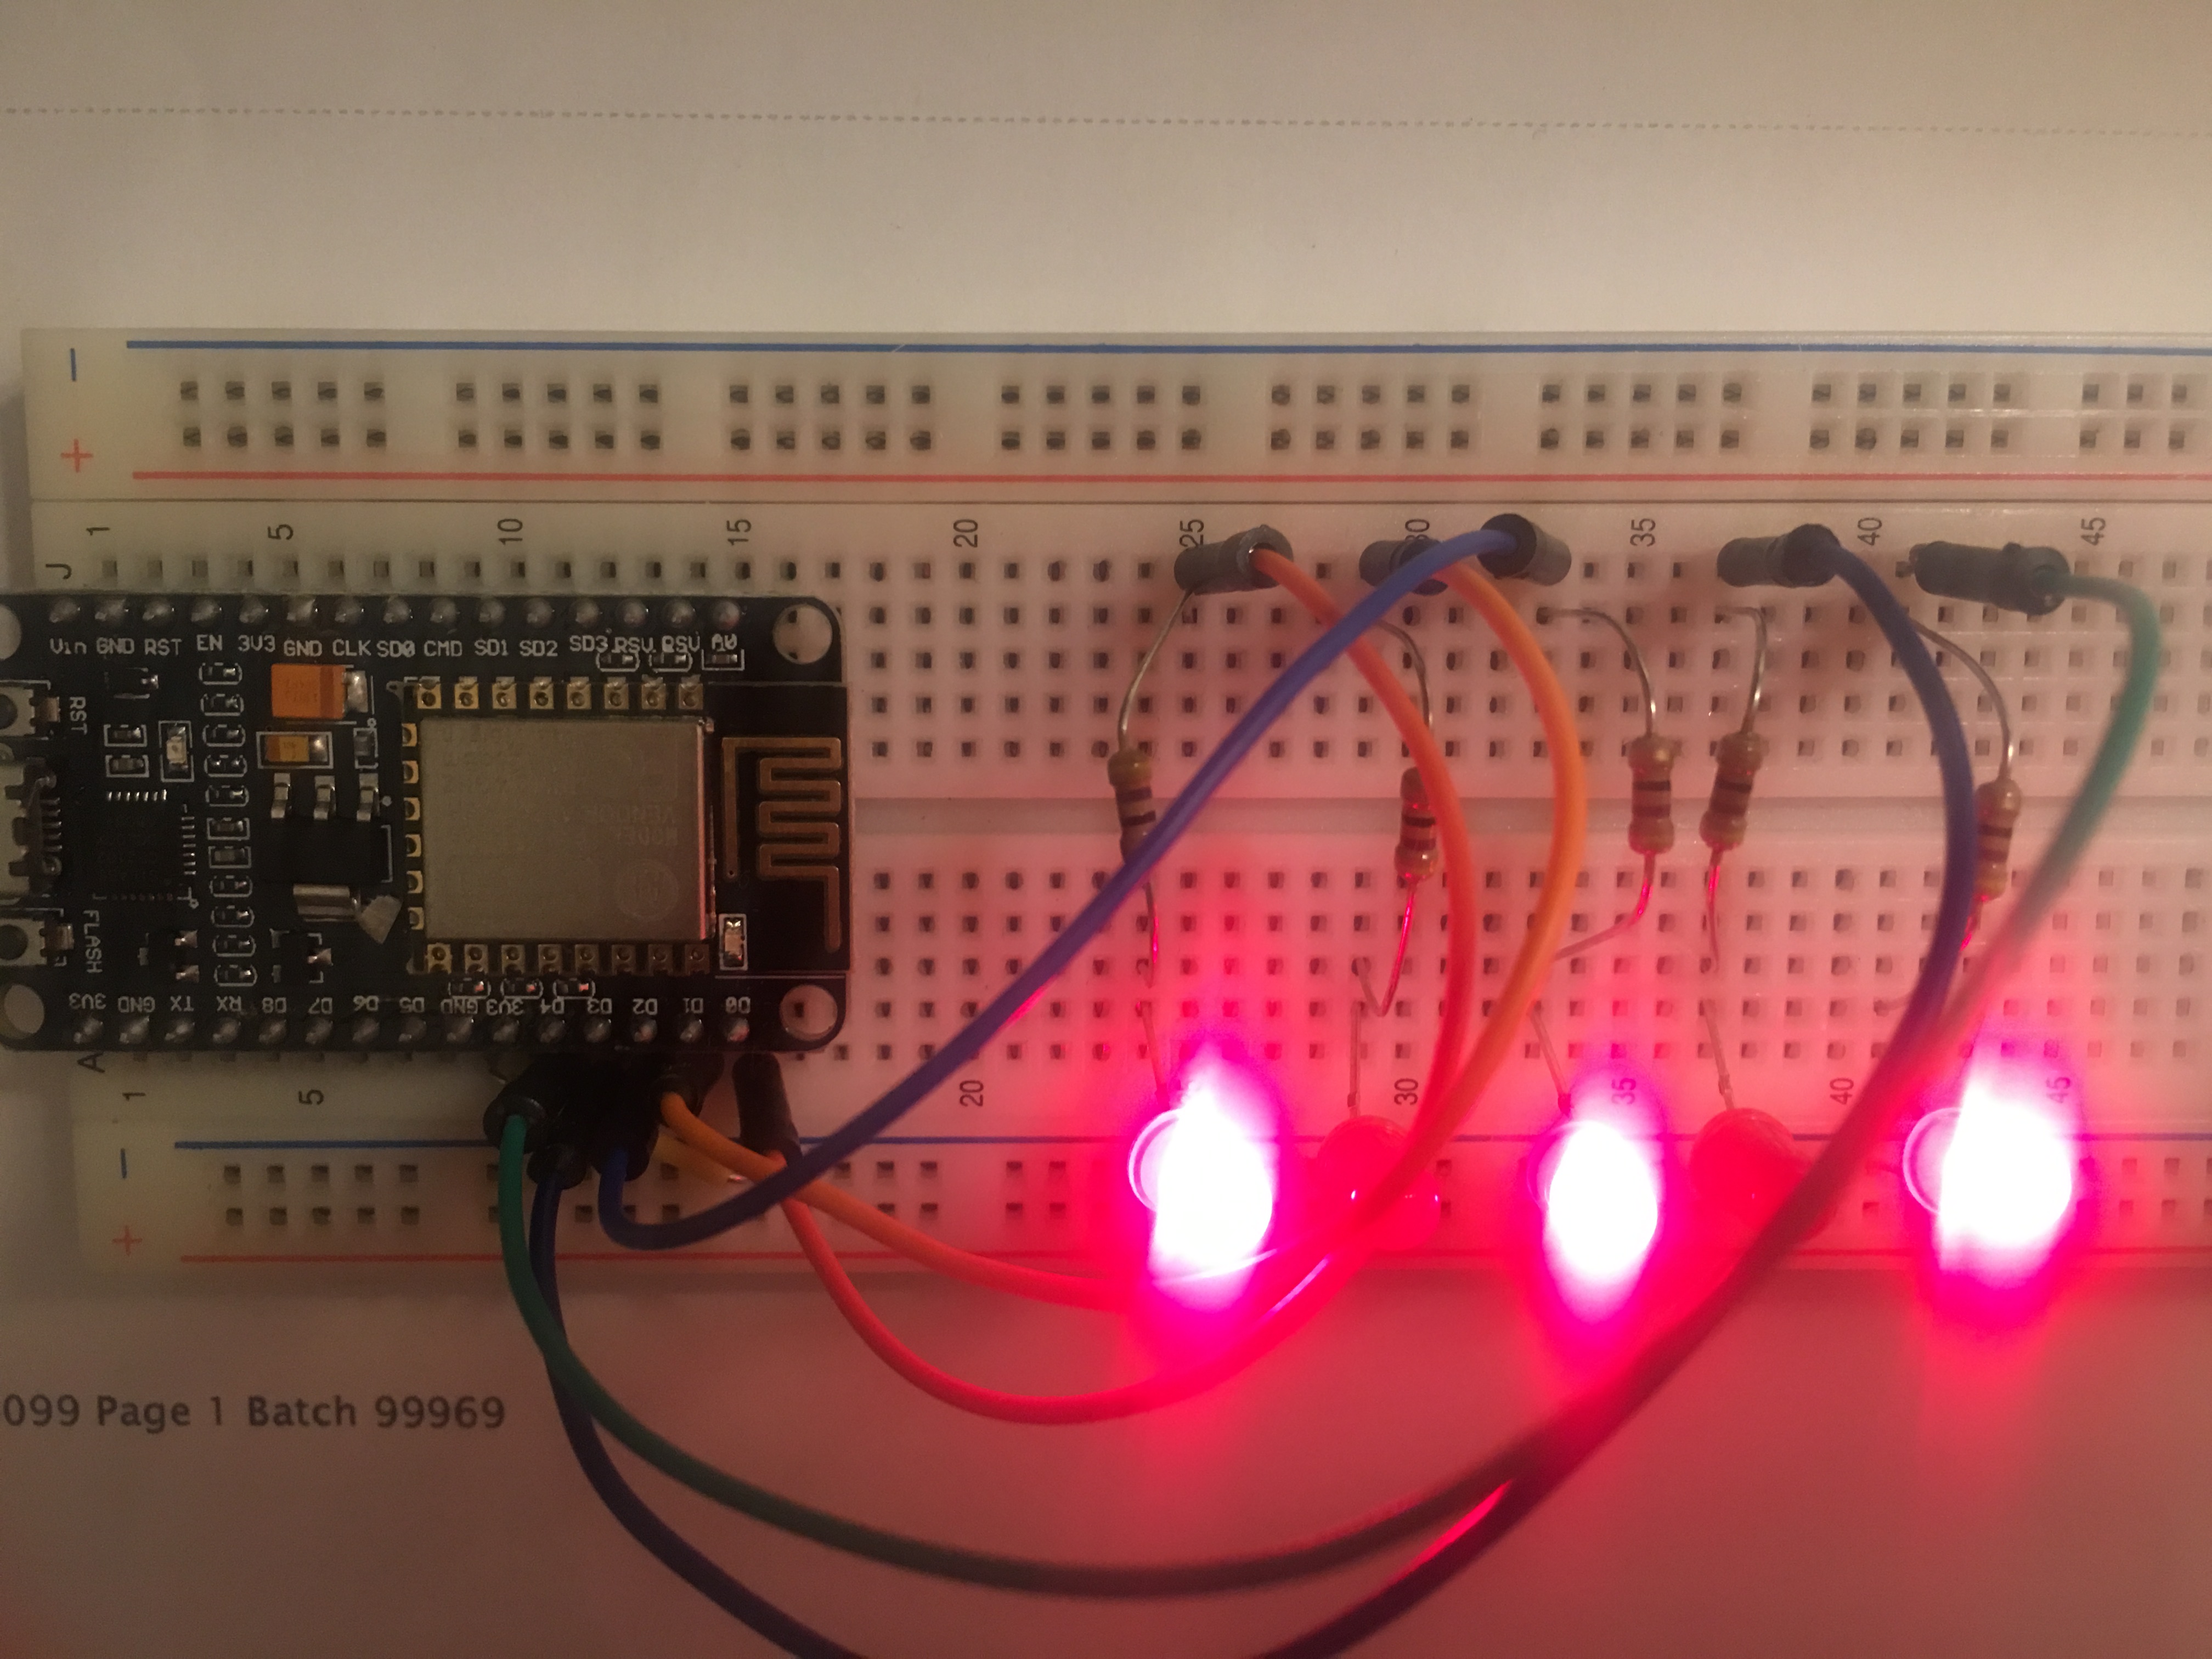 45
45
40
40
35
35
30
30
25
20
20
15
10
5
5
1
1
J
A
A0
RSV
RSV
SD3
SD2
SD1
CMD
SD0
CLK
GND
3V3
EN
RST
GND
Vin
D0
D1
D2
D3
D4
3V3
GND
D5
D6
D7
D8
RX
TX
GND
3V3
RST
FLASH
− +
− +
099 Page 1 Batch 99969